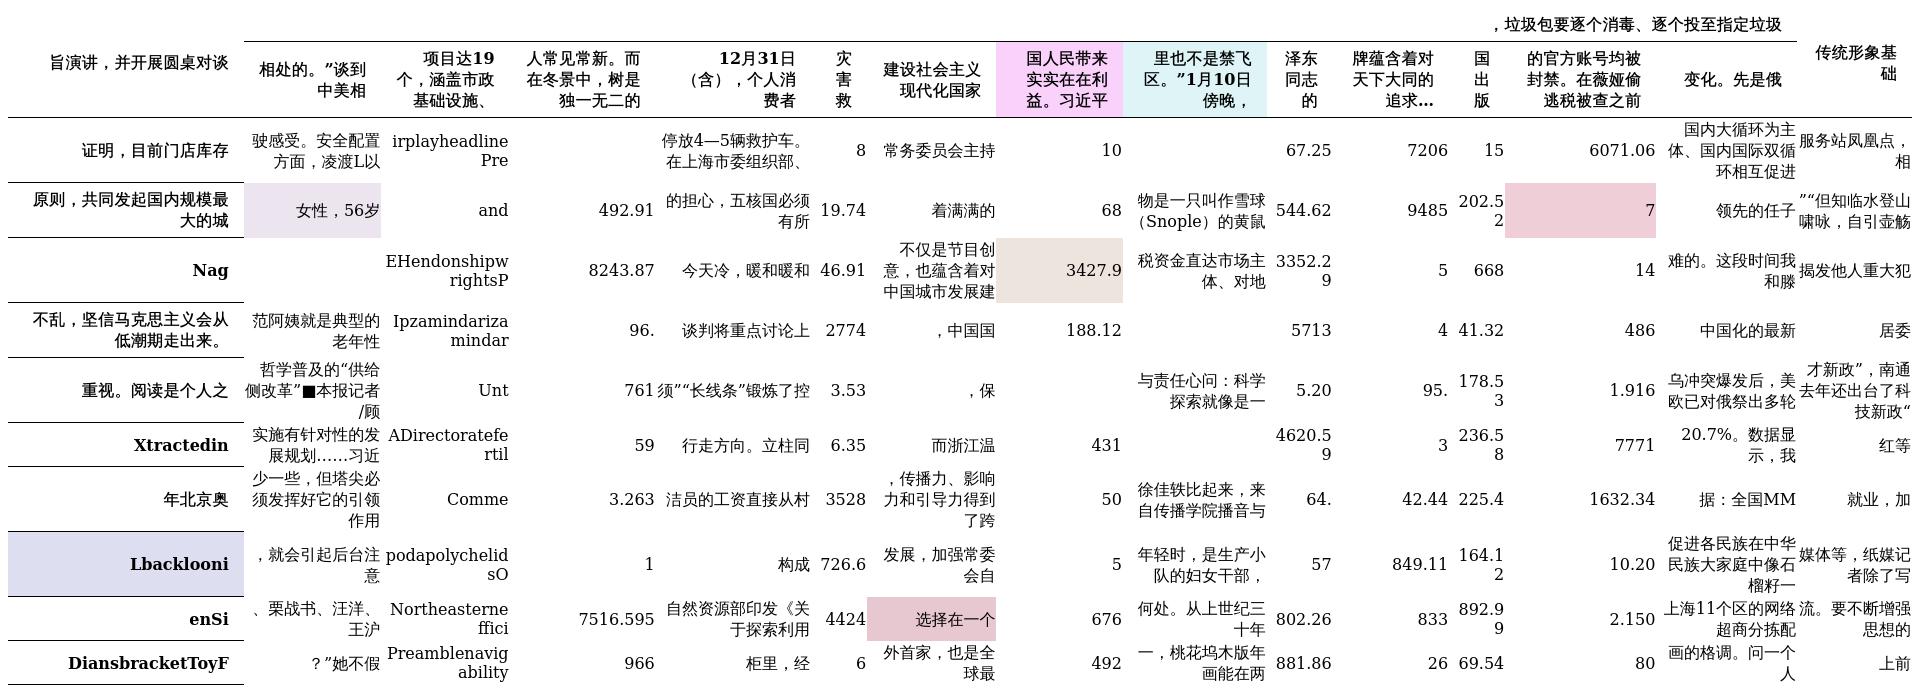 ，垃圾包要逐个消毒、逐个投至指定垃圾
旨演讲，并开展圆桌对谈
相处的。”谈到
中美相
项目达19
个，涵盖市政
基础设施、
人常见常新。而
在冬景中，树是
独一无二的
12月31日
（含），个人消
费者
灾
害
救
建设社会主义
现代化国家
国人民带来
实实在在利
益。习近平
里也不是禁飞
区。”1月10日
傍晚，
泽东
同志
的
牌蕴含着对
天下大同的
追求…
国
出
版
的官方账号均被
封禁。在薇娅偷
逃税被查之前
变化。先是俄
传统形象基
础
证明，目前门店库存
驶感受。安全配置
方面，凌渡L以
irplayheadline
Pre
停放4—5辆救护车。
在上海市委组织部、
8
常务委员会主持
10
67.25
7206
15
6071.06
国内大循环为主
体、国内国际双循
环相互促进
服务站凤凰点，
相
原则，共同发起国内规模最
大的城
女性，56岁
and
492.91
的担心，五核国必须
有所
19.74
着满满的
68
物是一只叫作雪球
（Snople）的黄鼠
544.62
9485
202.5
2
7
领先的任子
”“但知临水登山
啸咏，自引壶觞
Nag
EHendonshipw
rightsP
8243.87
今天冷，暖和暖和
46.91
不仅是节目创
意，也蕴含着对
中国城市发展建
3427.9
税资金直达市场主
体、对地
3352.2
9
5
668
14
难的。这段时间我
和滕
揭发他人重大犯
不乱，坚信马克思主义会从
低潮期走出来。
范阿姨就是典型的
老年性
Ipzamindariza
mindar
96.
谈判将重点讨论上
2774
，中国国
188.12
5713
4
41.32
486
中国化的最新
居委
重视。阅读是个人之
哲学普及的“供给
侧改革”■本报记者
/顾
Unt
761
须”“长线条”锻炼了控
3.53
，保
与责任心问：科学
探索就像是一
5.20
95.
178.5
3
1.916
乌冲突爆发后，美
欧已对俄祭出多轮
才新政”，南通
去年还出台了科
技新政“
Xtractedin
实施有针对性的发
展规划……习近
ADirectoratefe
rtil
59
行走方向。立柱同
6.35
而浙江温
431
4620.5
9
3
236.5
8
7771
20.7%。数据显
示，我
红等
年北京奥
少一些，但塔尖必
须发挥好它的引领
作用
Comme
3.263
洁员的工资直接从村
3528
，传播力、影响
力和引导力得到
了跨
50
徐佳轶比起来，来
自传播学院播音与
64.
42.44
225.4
1632.34
据：全国MM
就业，加
Lbacklooni
，就会引起后台注
意
podapolychelid
sO
1
构成
726.6
发展，加强常委
会自
5
年轻时，是生产小
队的妇女干部，
57
849.11
164.1
2
10.20
促进各民族在中华
民族大家庭中像石
榴籽一
媒体等，纸媒记
者除了写
enSi
、栗战书、汪洋、
王沪
Northeasterne
ffici
7516.595
自然资源部印发《关
于探索利用
4424
选择在一个
676
何处。从上世纪三
十年
802.26
833
892.9
9
2.150
上海11个区的网络
超商分拣配
流。要不断增强
思想的
DiansbracketToyF
？”她不假
Preamblenavig
ability
966
柜里，经
6
外首家，也是全
球最
492
一，桃花坞木版年
画能在两
881.86
26
69.54
80
画的格调。问一个
人
上前